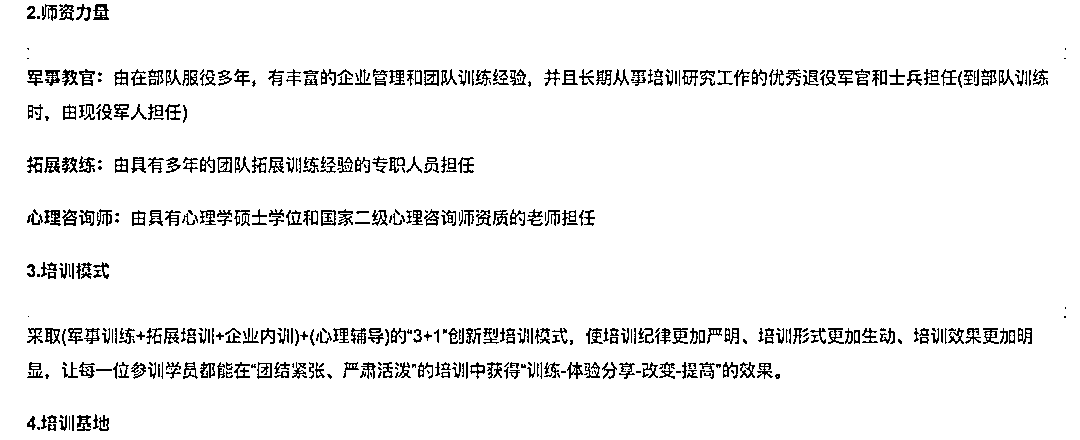 2.师资力量
军事教官：由在部队服役多年，有丰富的企业管理和团队训练经验，并且长期从事培训研究工作的优秀退役军官和士兵担任(到部队训练
时，由现役军人担任)
拓展教练：由具有多年的团队拓展训练经验的专职人员担任
心理咨询师：由具有心理学硕士学位和国家二级心理咨询师资质的老师担任
3.培训模式
采取(军事训练+拓展培训+企业内训)+(心理辅导)的“3+1”创新型培训模式，使培训纪律更加严明、培训形式更加生动、培训效果更加明
显，让每一位参训学员都能在“团结紧张、严肃活泼”的培训中获得“训练-体验分享-改变-提高”的效果。
4.培训基地